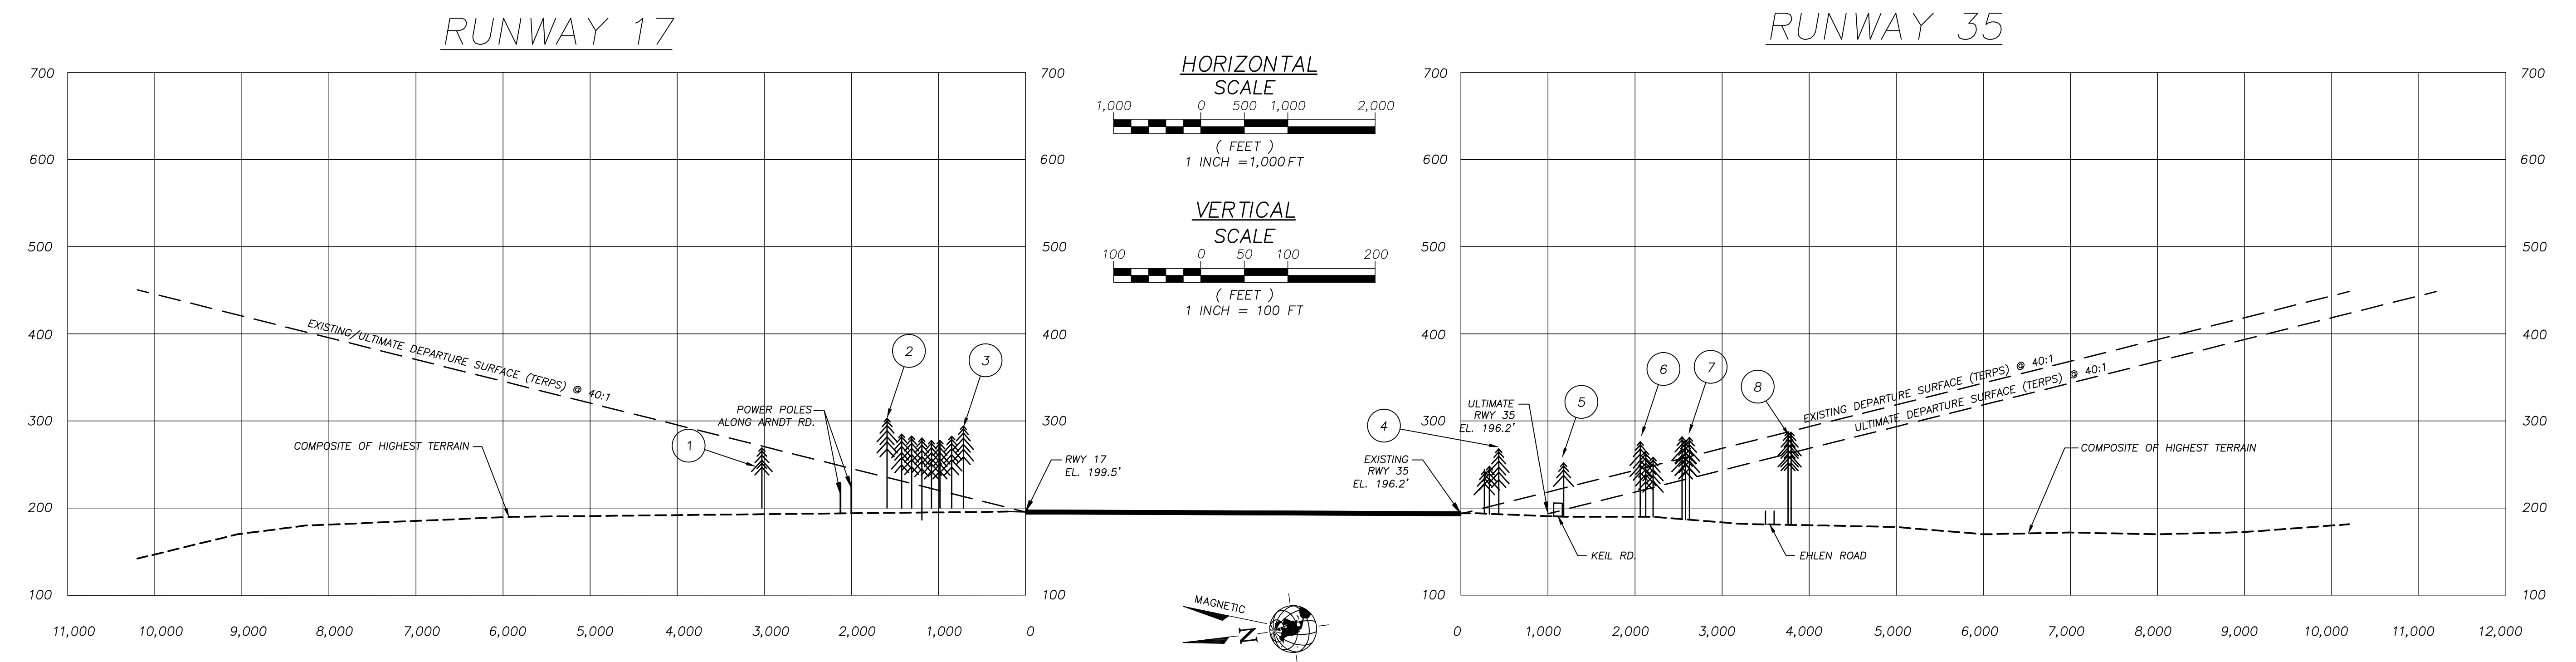 RUNWAY 17
RUNWAY 35
HORIZONTAL
SCALE
1,000 0 500 1,000 2,000
( FEET )
1 INCH =1,000 FT
VERTICAL
SCALE
100 0 50 100 200
( FEET )
1 INCH = 100 FT
700
600
500
400
300
200
100
700
600
500
400
300
200
100
EXISTING/ULTIMATE DEPARTURE SURFACE (TERPS) @ 40:1
COMPOSITE OF HIGHEST TERRAIN
1
POWER POLES
ALONG ARNDT RD.
2
3
RWY 17
EL. 199.5'
11,000 10,000 9,000 8,000 7,000 6,000 5,000 4,000 3,000 2,000 1,000 0
MAGNETIC
N
700
600
500
400
300
200
100
700
600
500
400
300
200
100
4
EXISTING
RWY 35
EL. 196.2'
ULTIMATE
RWY 35
EL. 196.2'
5
6
7
8
EXISTING DEPARTURE SURFACE (TERPS) @ 40:1
ULTIMATE DEPARTURE SURFACE (TERPS) @ 40:1
COMPOSITE OF HIGHEST TERRAIN
KEIL RD.
EHLEN ROAD
0 1,000 2,000 3,000 4,000 5,000 6,000 7,000 8,000 9,000 10,000 11,000 12,000